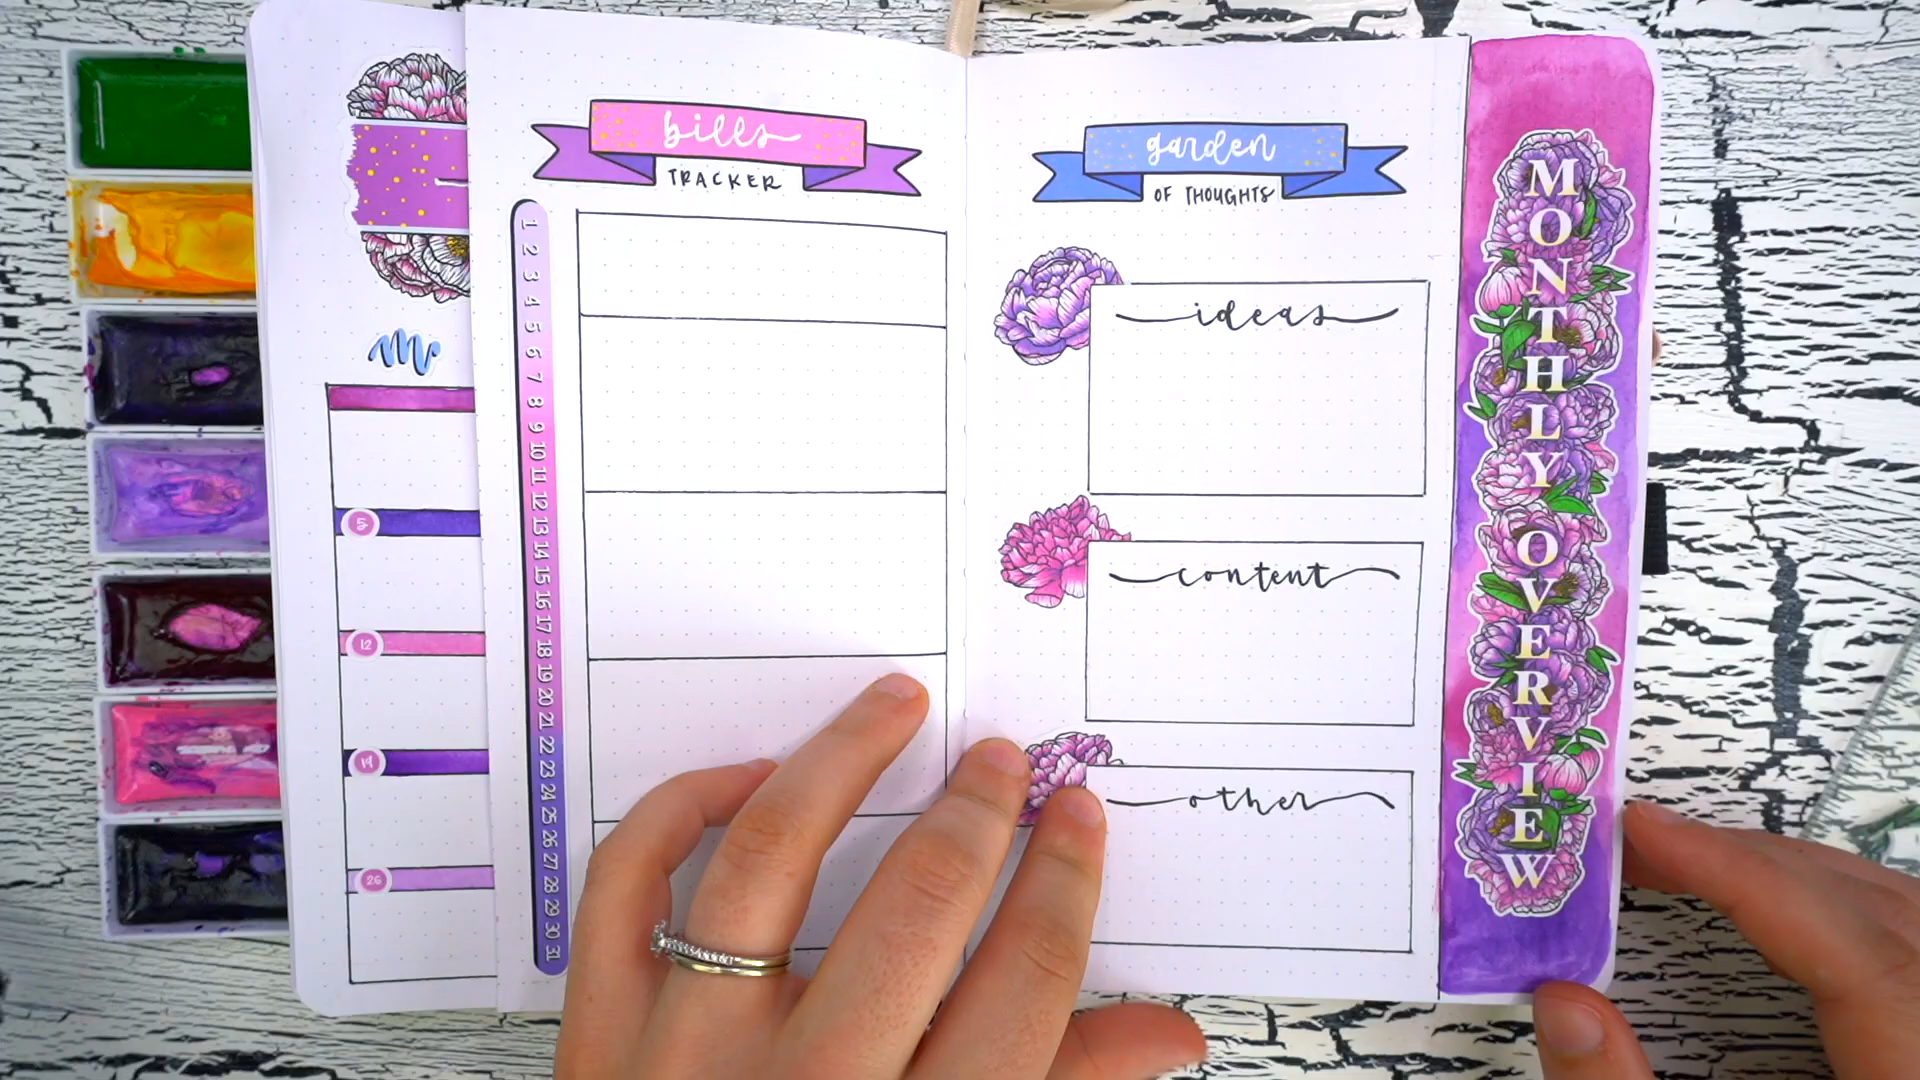 m
5
12
19
26
bills
TRACKER
1 2 3 4 5 6 7 8 9 10 11 12 13 14 15 16 17 18 19 20 21 22 23 24 25 26 27 28 29 30 31
garden
OF THOUGHTS
ideas
content
other
MONTHLY OVERVIEW